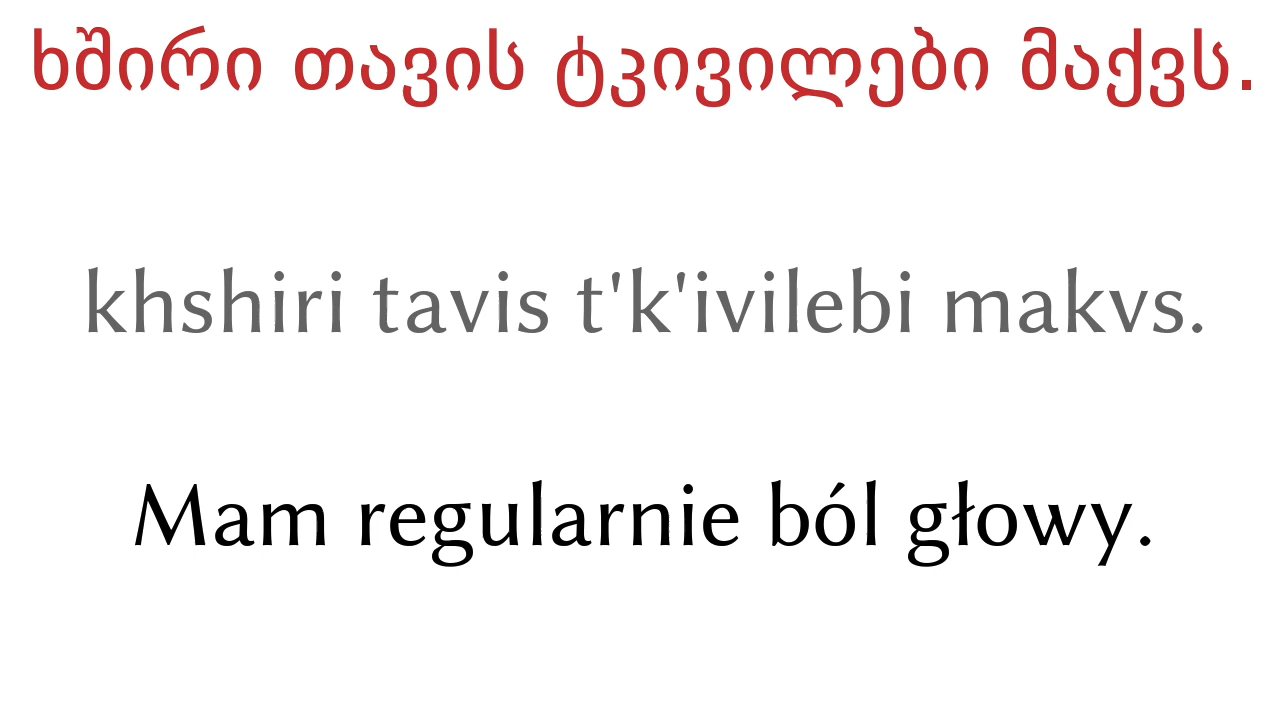 ხშირი თავის ტკივილები მაქვს.
khshiri tavis t'k'ivilebi makvs.
Mam regularnie ból głowy.